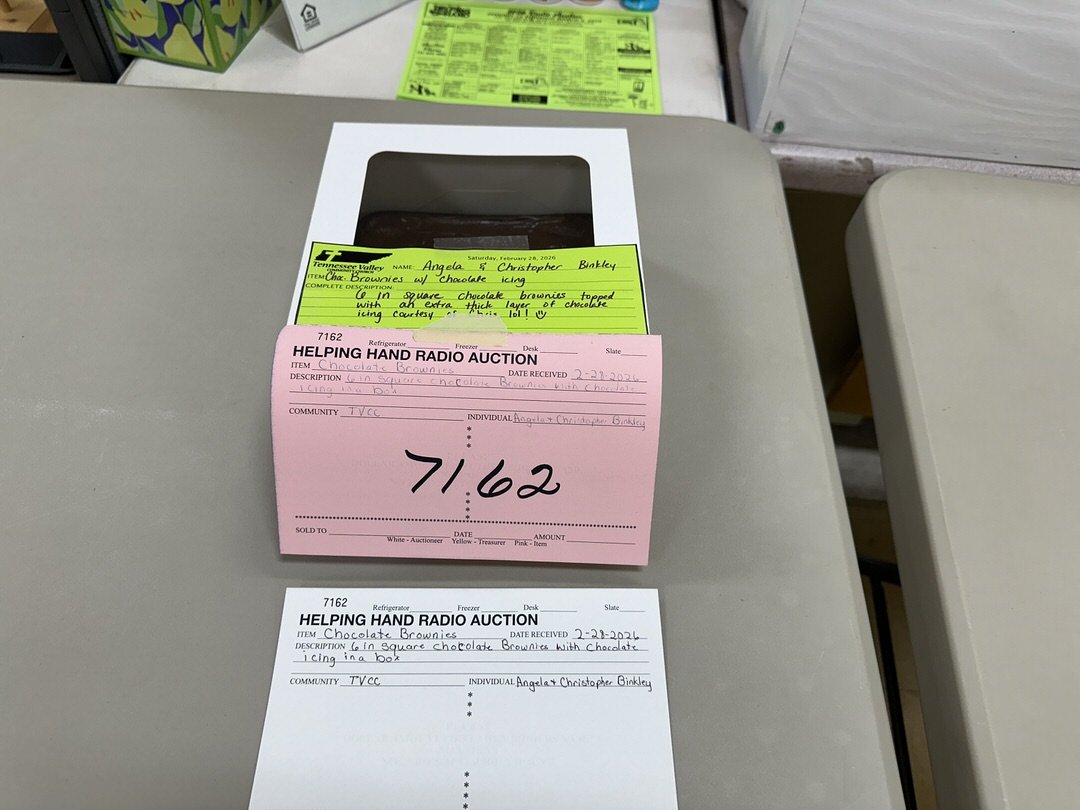 Saturday, February 28, 2026
Tennessee Valley
COMMUNITY CHURCH
NAME: Angela & Christopher Binkley
ITEM Choc. Brownies w/ chocolate icing
COMPLETE DESCRIPTION:
6 in square chocolate brownies topped
with an extra thick layer of chocolate
icing courtesy of Chris lol!
7162 Refrigerator Freezer Desk Slate
HELPING HAND RADIO AUCTION
ITEM Chocolate Brownies DATE RECEIVED 2-28-2026
DESCRIPTION 6 in square chocolate Brownies with Chocolate
icing in a box
COMMUNITY TVCC INDIVIDUAL Angela + Christopher Binkley
7162
SOLD TO DATE AMOUNT
White - Auctioneer Yellow - Treasurer Pink - Item
7162 Refrigerator Freezer Desk Slate
HELPING HAND RADIO AUCTION
ITEM Chocolate Brownies DATE RECEIVED 2-28-2026
DESCRIPTION 6 in square chocolate Brownies with Chocolate
icing in a box
COMMUNITY TVCC INDIVIDUAL Angela + Christopher Binkley